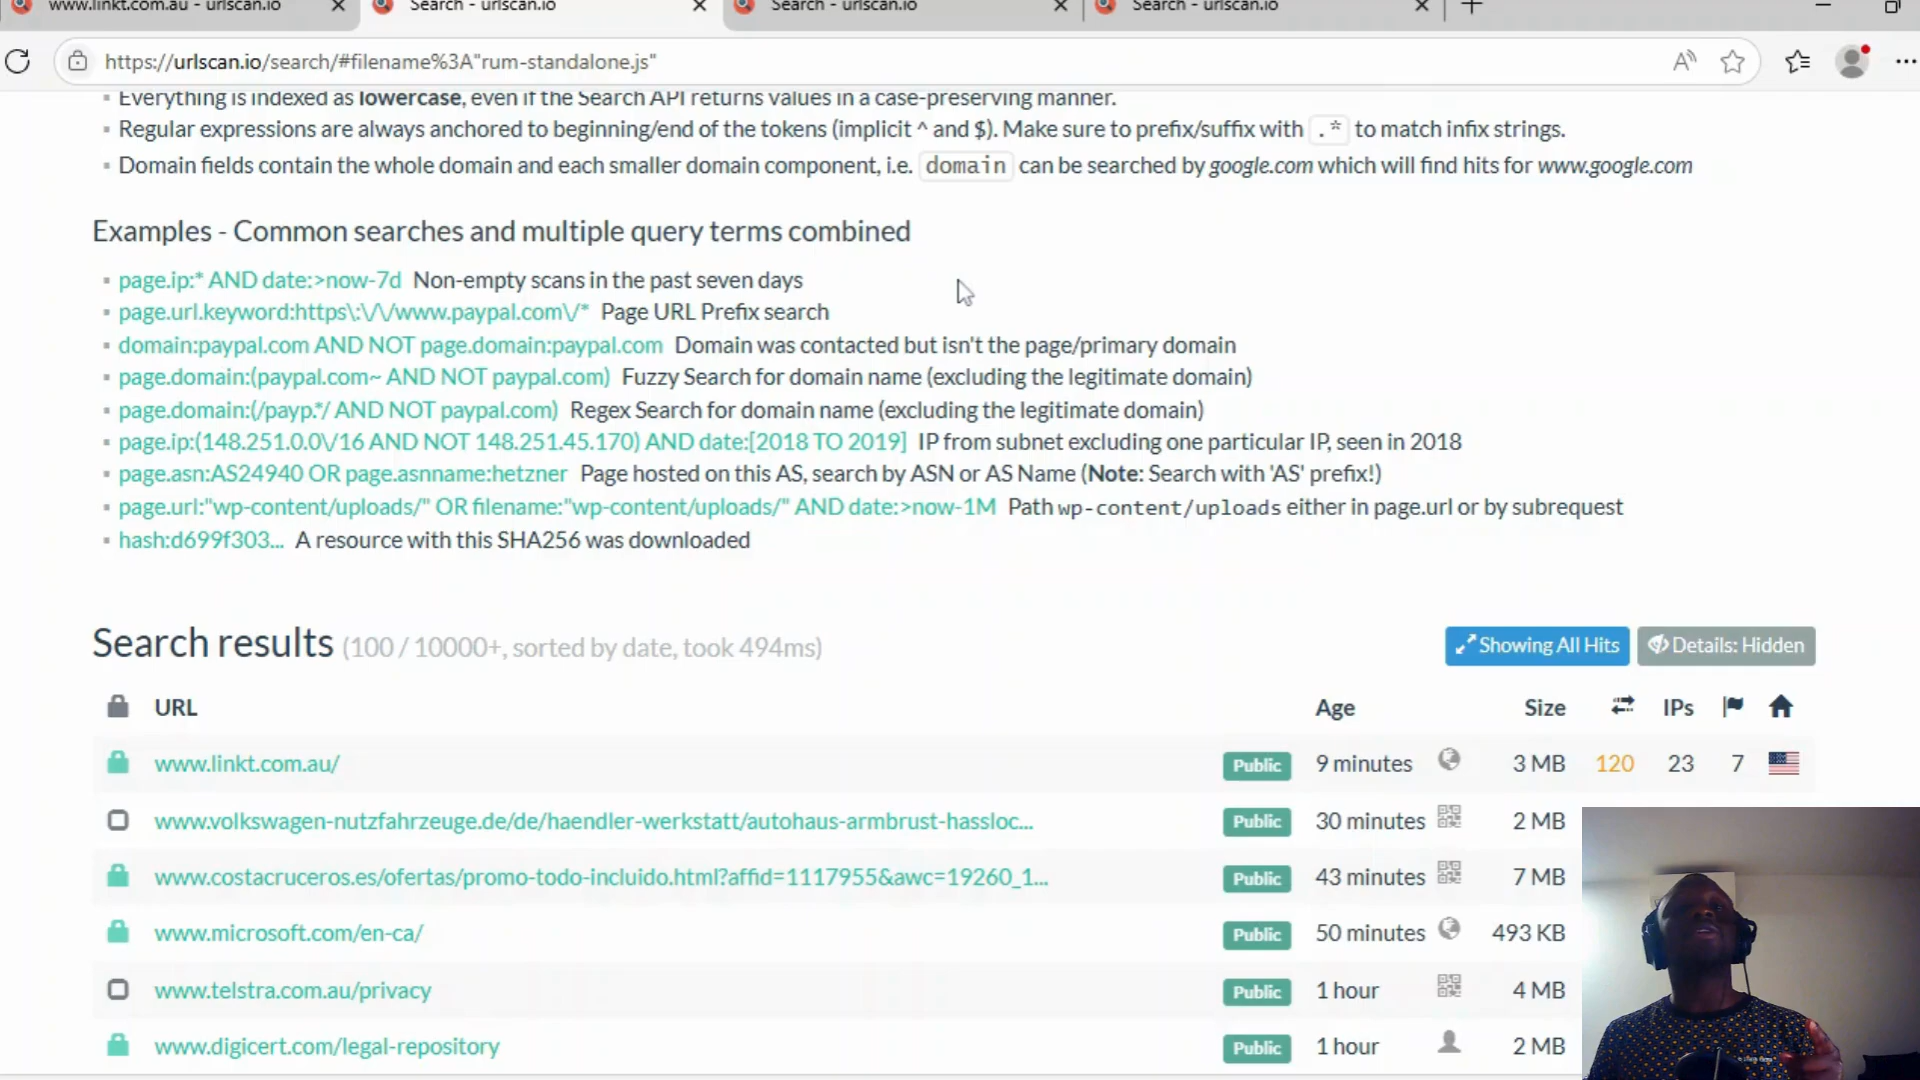 www.linkt.com.au - urlscan.io
Search - urlscan.io
Search - urlscan.io
Search - urlscan.io
https://urlscan.io/search/#filename%3A"rum-standalone.js"
Everything is indexed as lowercase, even if the Search API returns values in a case-preserving manner.
Regular expressions are always anchored to beginning/end of the tokens (implicit ^ and $). Make sure to prefix/suffix with .* to match infix strings.
Domain fields contain the whole domain and each smaller domain component, i.e. domain can be searched by google.com which will find hits for www.google.com
Examples - Common searches and multiple query terms combined
page.ip:* AND date:>now-7d Non-empty scans in the past seven days
page.url.keyword:https\:\/\/www.paypal.com\/* Page URL Prefix search
domain:paypal.com AND NOT page.domain:paypal.com Domain was contacted but isn't the page/primary domain
page.domain:(paypal.com~ AND NOT paypal.com) Fuzzy Search for domain name (excluding the legitimate domain)
page.domain:(/payp.*/ AND NOT paypal.com) Regex Search for domain name (excluding the legitimate domain)
page.ip:(148.251.0.0\/16 AND NOT 148.251.45.170) AND date:[2018 TO 2019] IP from subnet excluding one particular IP, seen in 2018
page.asn:AS24940 OR page.asnname:hetzner Page hosted on this AS, search by ASN or AS Name (Note: Search with 'AS' prefix!)
page.url:"wp-content/uploads/" OR filename:"wp-content/uploads/" AND date:>now-1M Path wp-content/uploads either in page.url or by subrequest
hash:d699f303... A resource with this SHA256 was downloaded
Search results (100 / 10000+, sorted by date, took 494ms)
Showing All Hits
Details: Hidden
URL Age Size IPs
www.linkt.com.au/ Public 9 minutes 3 MB 120 23 7
www.volkswagen-nutzfahrzeuge.de/de/haendler-werkstatt/autohaus-armbrust-hassloc... Public 30 minutes 2 MB
www.costacruceros.es/ofertas/promo-todo-incluido.html?affid=1117955&awc=19260_1... Public 43 minutes 7 MB
www.microsoft.com/en-ca/ Public 50 minutes 493 KB
www.telstra.com.au/privacy Public 1 hour 4 MB
www.digicert.com/legal-repository Public 1 hour 2 MB